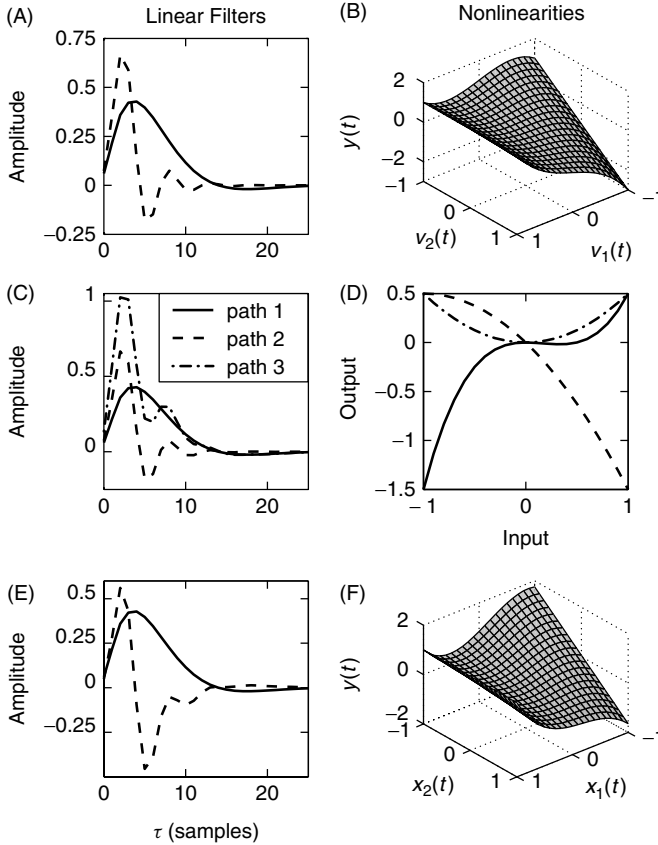 (A)
Linear Filters
0.75
0.5
0.25
0
−0.25
Amplitude
0
10
20
(B)
Nonlinearities
2
0
−2
−1
y(t)
0
1
v2(t)
1
0
−1
v1(t)
(C)
1
0.5
0
Amplitude
path 1
path 2
path 3
0
10
20
(D)
0.5
0
−0.5
−1
−1.5
Output
−1
0
1
Input
(E)
0.5
0.25
0
−0.25
Amplitude
0
10
20
τ (samples)
(F)
2
0
−2
−1
y(t)
0
1
x2(t)
1
0
x1(t)